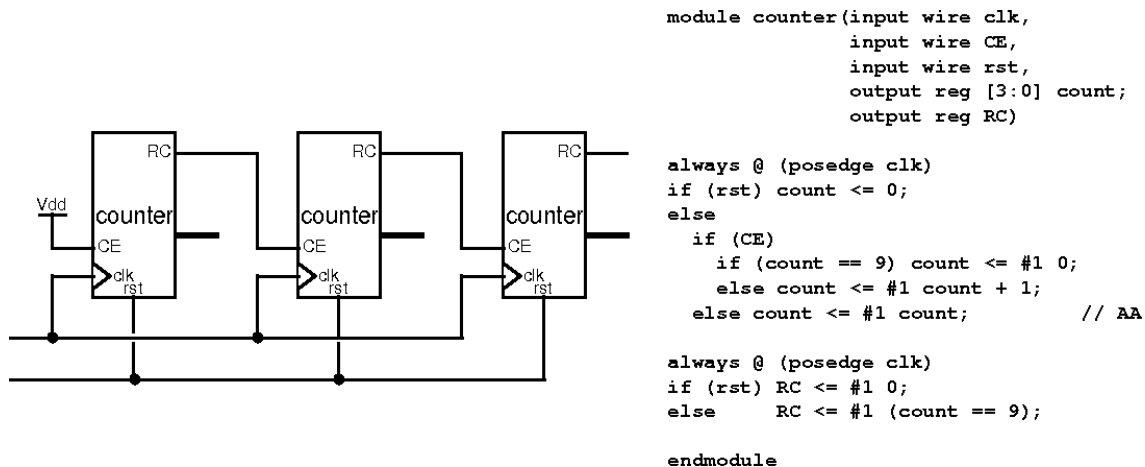 RC
RC
RC
Vdd
counter
counter
counter
CE
CE
CE
clk
clk
clk
rst
rst
rst
module counter(input wire clk,
input wire CE,
input wire rst,
output reg [3:0] count;
output reg RC)
always @ (posedge clk)
if (rst) count <= 0;
else
if (CE)
if (count == 9) count <= #1 0;
else count <= #1 count + 1;
else count <= #1 count; // AA
always @ (posedge clk)
if (rst) RC <= #1 0;
else RC <= #1 (count == 9);
endmodule